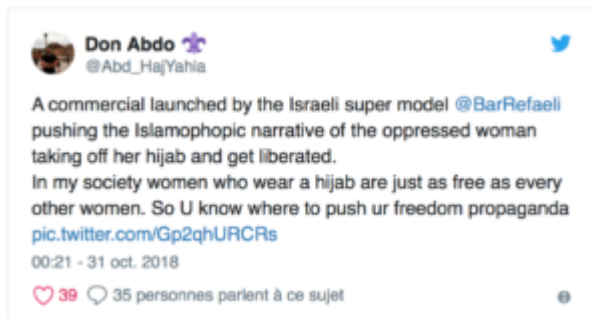 Don Abdo ⚜
@Abd_HajYahia
A commercial launched by the Israeli super model @BarRefaeli
pushing the Islamophopic narrative of the oppressed woman
taking off her hijab and get liberated.
In my society women who wear a hijab are just as free as every
other women. So U know where to push ur freedom propaganda
pic.twitter.com/Gp2qhURCRs
00:21 - 31 oct. 2018
39 35 personnes parlent à ce sujet